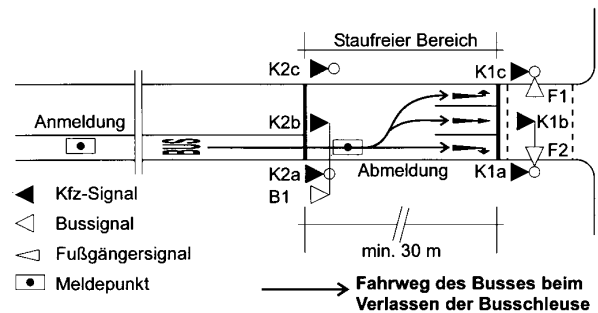 Staufreier Bereich
K2c
K1c
F1
Anmeldung
K2b
K1b
BUS
F2
K2a
Abmeldung
K1a
B1
Kfz-Signal
Bussignal
Fußgängersignal
Meldepunkt
min. 30 m
Fahrweg des Busses beim
Verlassen der Busschleuse